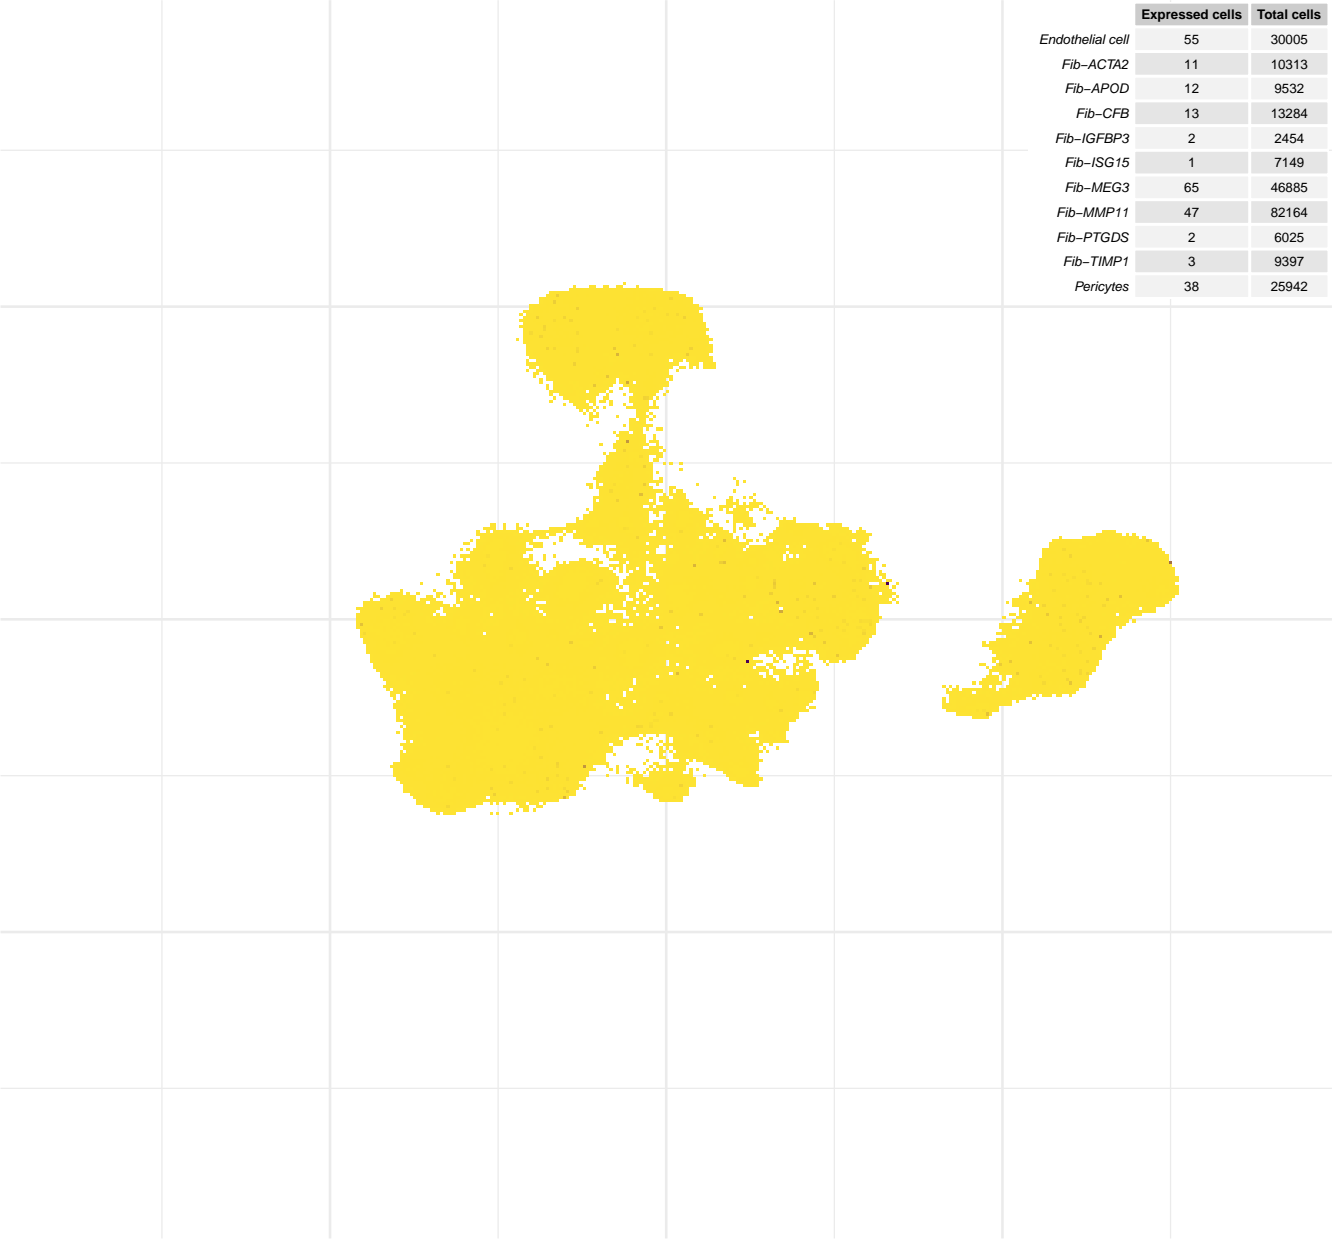 Expressed cells Total cells
Endothelial cell 55 30005
Fib−ACTA2 11 10313
Fib−APOD 12 9532
Fib−CFB 13 13284
Fib−IGFBP3 2 2454
Fib−ISG15 1 7149
Fib−MEG3 65 46885
Fib−MMP11 47 82164
Fib−PTGDS 2 6025
Fib−TIMP1 3 9397
Pericytes 38 25942